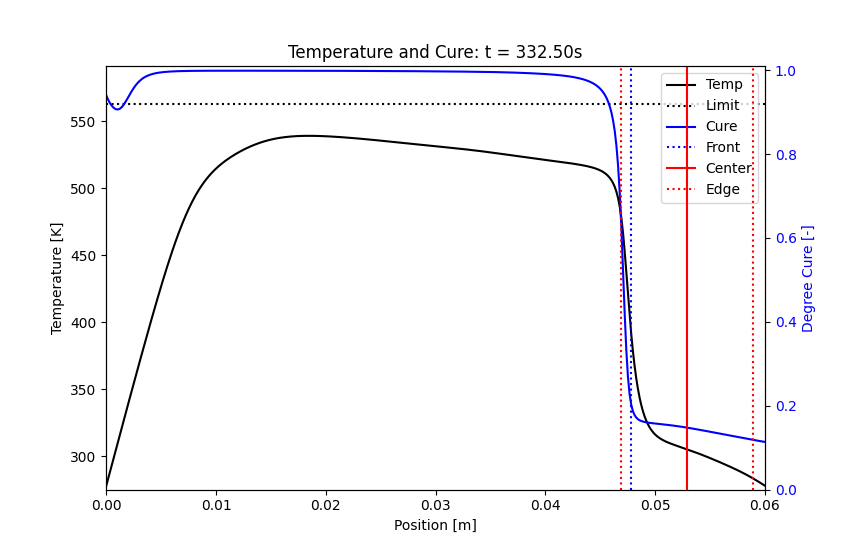 Temperature and Cure: t = 332.50s
Temperature [K]
550
500
450
400
350
300
Temp
Limit
Cure
Front
Center
Edge
1.0
0.8
0.6
0.4
0.2
0.0
Degree Cure [-]
0.00
0.01
0.02
0.03
0.04
0.05
0.06
Position [m]